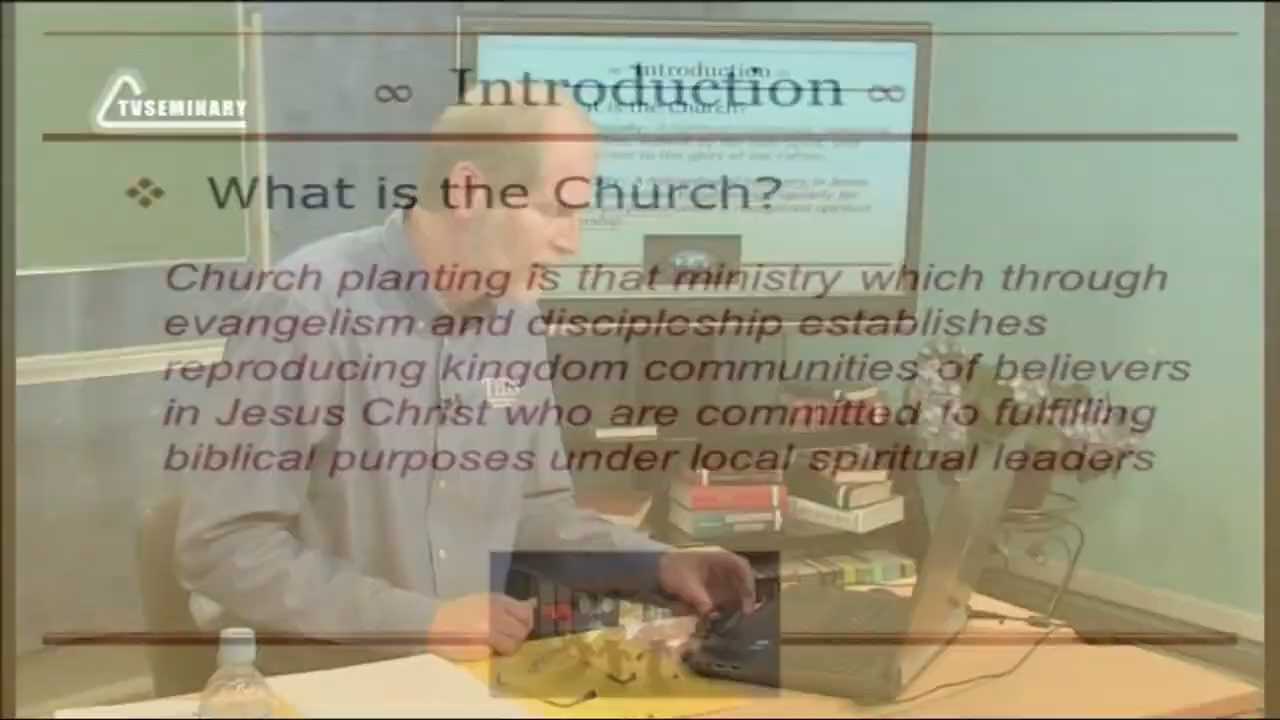 TVSEMINARY
∞ Introduction ∞
Introduction
What is the Church?
Church planting is that ministry which through
evangelism and discipleship establishes
reproducing kingdom communities of believers
in Jesus Christ who are committed to fulfilling
biblical purposes under local spiritual leaders